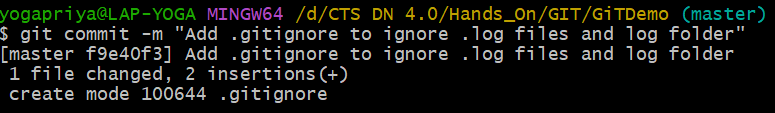 yogapriya@LAP-YOGA MINGW64 /d/CTS DN 4.0/Hands_On/GIT/GiTDemo (master)
$ git commit -m "Add .gitignore to ignore .log files and log folder"
[master f9e40f3] Add .gitignore to ignore .log files and log folder
 1 file changed, 2 insertions(+)
 create mode 100644 .gitignore